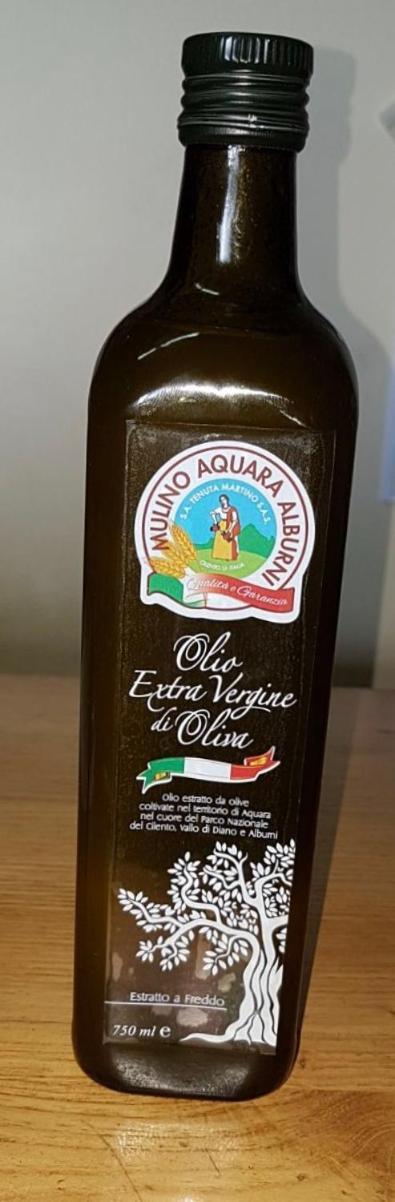 MULINO AQUARA ALBURNI
S.A. TENUTA MARTINO S.A.S.
Qualità e Garanzia
Olio
Extra Vergine
di Oliva
Olio estratto da olive
coltivate nel territorio di Aquara
nel cuore del Parco Nazionale
del Cilento, Vallo di Diano e Alburni
Estratto a Freddo
750 ml e